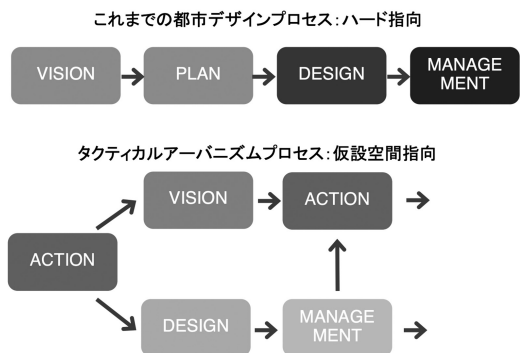 これまでの都市デザインプロセス：ハード指向
VISION
PLAN
DESIGN
MANAGE
MENT
タクティカルアーバニズムプロセス：仮設空間指向
VISION
ACTION
ACTION
DESIGN
MANAGE
MENT